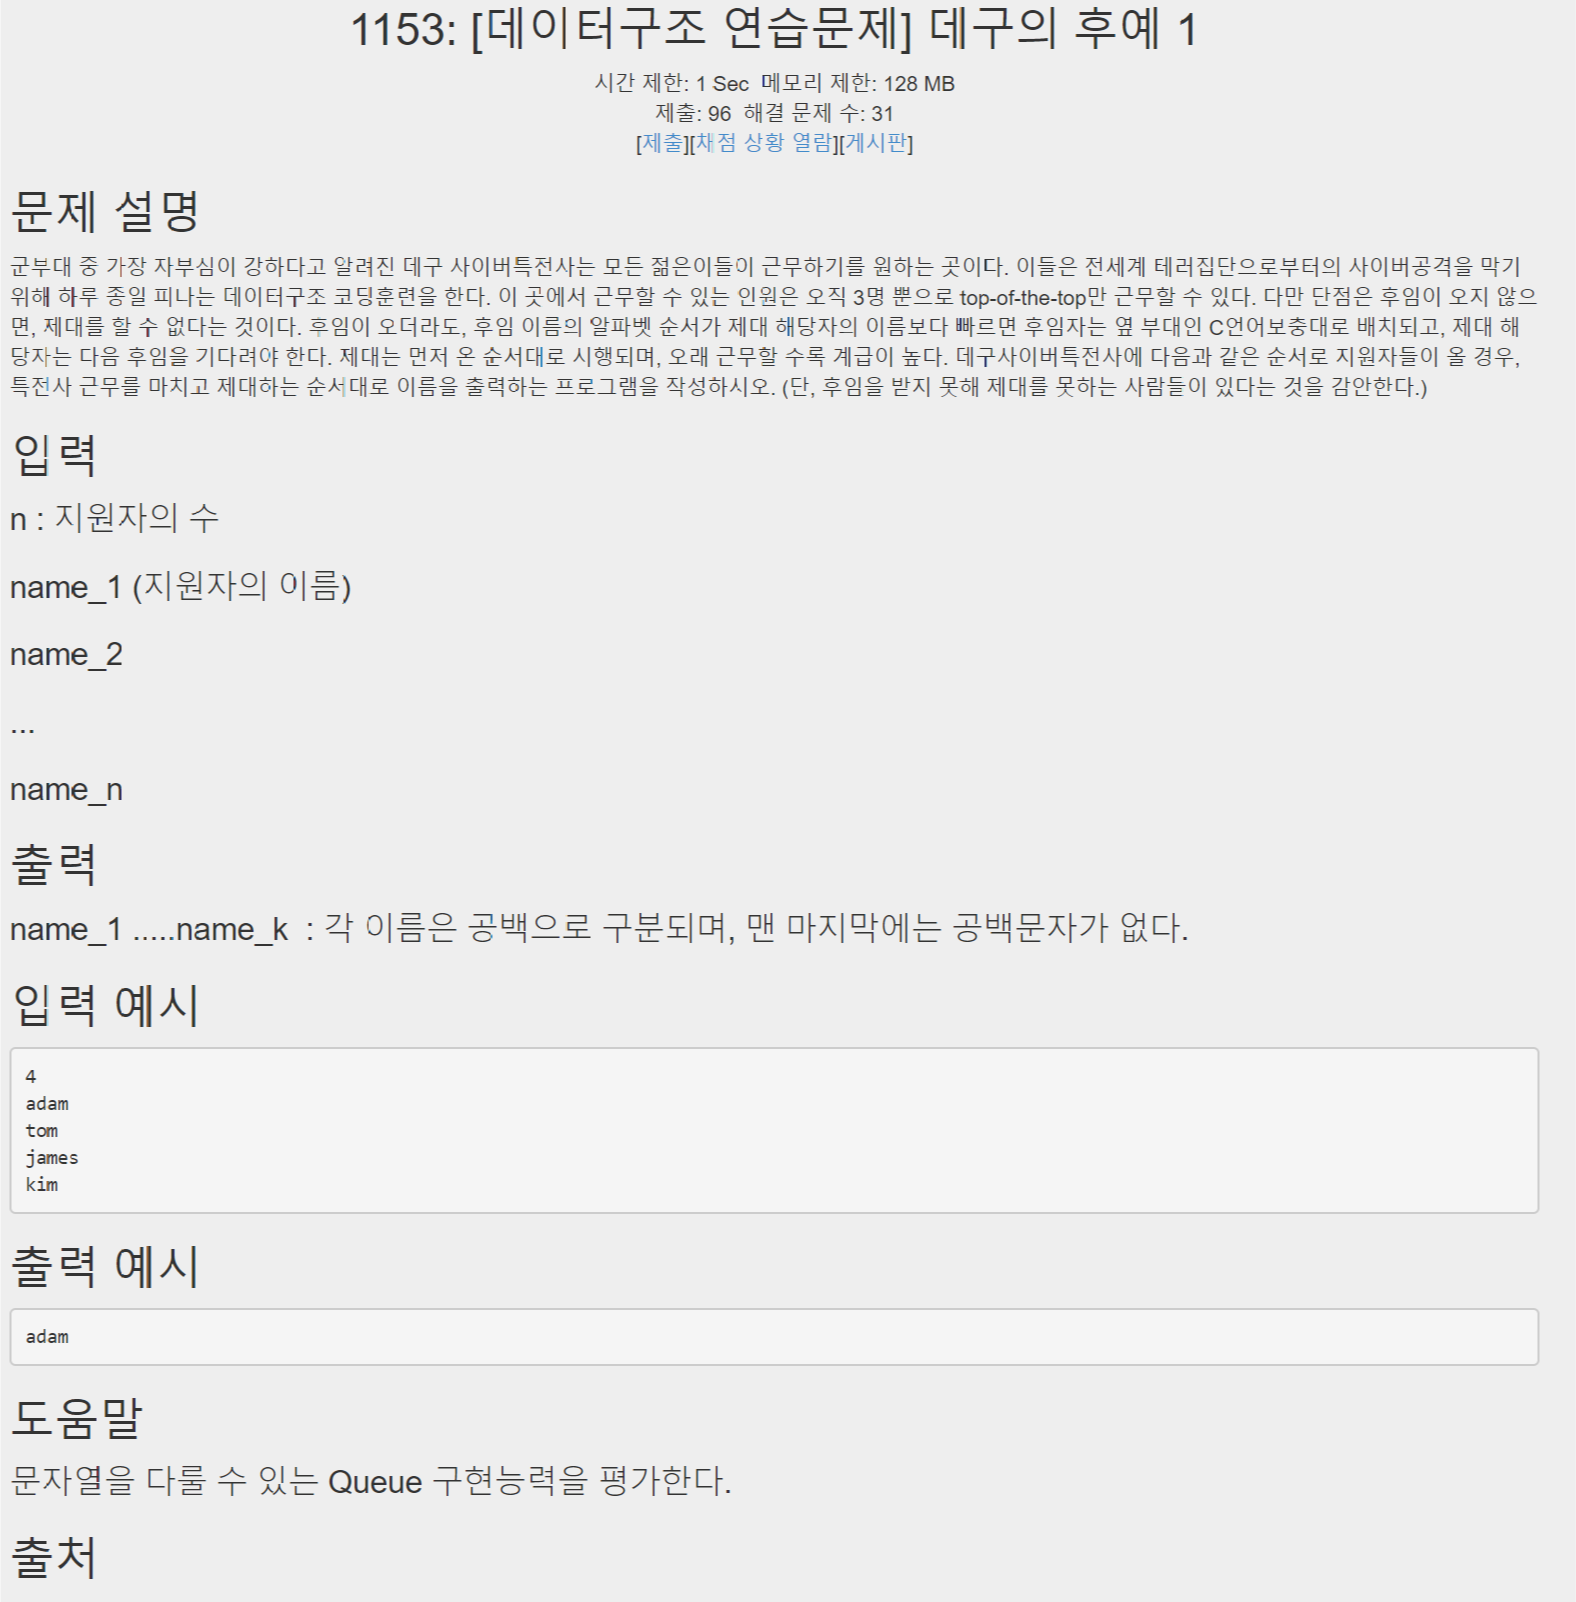 1153: [데이터구조 연습문제] 데구의 후예 1
시간 제한: 1 Sec  메모리 제한: 128 MB
제출: 96  해결 문제 수: 31
[제출][채점 상황 열람][게시판]
문제 설명
군부대 중 가장 자부심이 강하다고 알려진 데구 사이버특전사는 모든 젊은이들이 근무하기를 원하는 곳이다. 이들은 전세계 테러집단으로부터의 사이버공격을 막기
위해 하루 종일 피나는 데이터구조 코딩훈련을 한다. 이 곳에서 근무할 수 있는 인원은 오직 3명 뿐으로 top-of-the-top만 근무할 수 있다. 다만 단점은 후임이 오지 않으
면, 제대를 할 수 없다는 것이다. 후임이 오더라도, 후임 이름의 알파벳 순서가 제대 해당자의 이름보다 빠르면 후임자는 옆 부대인 C언어보충대로 배치되고, 제대 해
당자는 다음 후임을 기다려야 한다. 제대는 먼저 온 순서대로 시행되며, 오래 근무할 수록 계급이 높다. 데구사이버특전사에 다음과 같은 순서로 지원자들이 올 경우,
특전사 근무를 마치고 제대하는 순서대로 이름을 출력하는 프로그램을 작성하시오. (단, 후임을 받지 못해 제대를 못하는 사람들이 있다는 것을 감안한다.)
입력
n : 지원자의 수
name_1 (지원자의 이름)
name_2
...
name_n
출력
name_1 .....name_k  : 각 이름은 공백으로 구분되며, 맨 마지막에는 공백문자가 없다.
입력 예시
4
adam
tom
james
kim
출력 예시
adam
도움말
문자열을 다룰 수 있는 Queue 구현능력을 평가한다.
출처